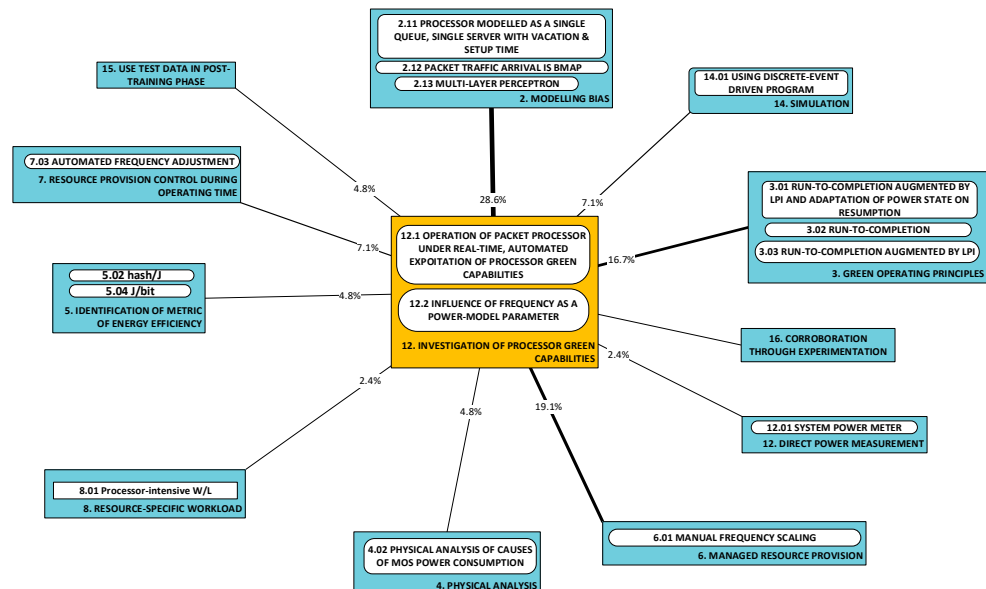 2.11 PROCESSOR MODELLED AS A SINGLE
QUEUE, SINGLE SERVER WITH VACATION &
SETUP TIME
2.12 PACKET TRAFFIC ARRIVAL IS BMAP
2.13 MULTI-LAYER PERCEPTRON
2. MODELLING BIAS
15. USE TEST DATA IN POST-
TRAINING PHASE
14.01 USING DISCRETE-EVENT
DRIVEN PROGRAM
14. SIMULATION
7.03 AUTOMATED FREQUENCY ADJUSTMENT
7. RESOURCE PROVISION CONTROL DURING
OPERATING TIME
4.8%
28.6%
7.1%
3.01 RUN-TO-COMPLETION AUGMENTED BY
LPI AND ADAPTATION OF POWER STATE ON
RESUMPTION
3.02 RUN-TO-COMPLETION
3.03 RUN-TO-COMPLETION AUGMENTED BY LPI
3. GREEN OPERATING PRINCIPLES
7.1%
16.7%
12.1 OPERATION OF PACKET PROCESSOR
UNDER REAL-TIME, AUTOMATED
EXPOITATION OF PROCESSOR GREEN
CAPABILITIES
12.2 INFLUENCE OF FREQUENCY AS A
POWER-MODEL PARAMETER
12. INVESTIGATION OF PROCESSOR GREEN
CAPABILITIES
5.02 hash/J
5.04 J/bit
5. IDENTIFICATION OF METRIC
OF ENERGY EFFICIENCY
4.8%
16. CORROBORATION
THROUGH EXPERIMENTATION
2.4%
2.4%
4.8%
19.1%
12.01 SYSTEM POWER METER
12. DIRECT POWER MEASUREMENT
8.01 Processor-intensive W/L
8. RESOURCE-SPECIFIC WORKLOAD
4.02 PHYSICAL ANALYSIS OF CAUSES
OF MOS POWER CONSUMPTION
4. PHYSICAL ANALYSIS
6.01 MANUAL FREQUENCY SCALING
6. MANAGED RESOURCE PROVISION